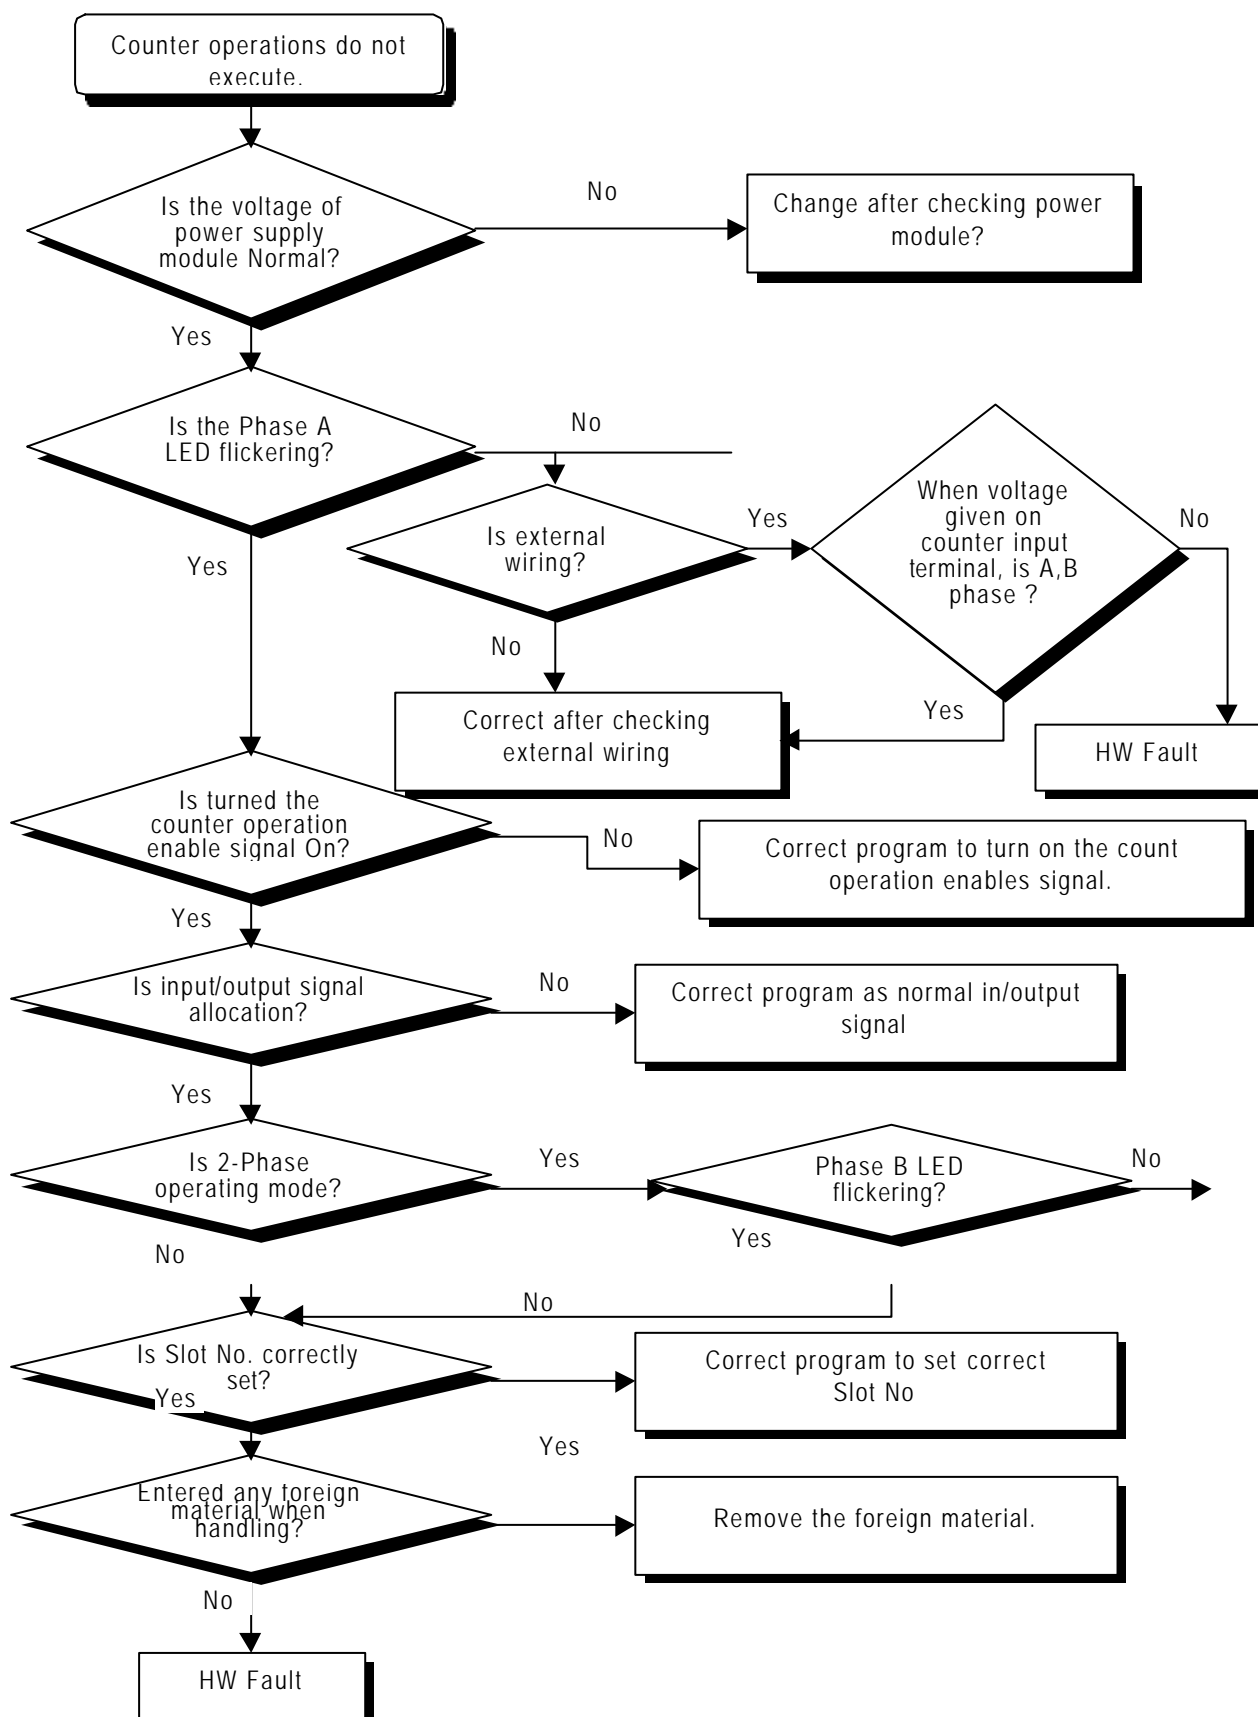 Counter operations do not
execute.
Is the voltage of
power supply
module Normal?
No
Change after checking power
module?
Yes
Is the Phase A
LED flickering?
No
When voltage
given on
counter input
terminal, is A,B
phase ?
Is external
wiring?
Yes
No
Yes
No
Correct after checking
external wiring
Yes
HW Fault
Is turned the
counter operation
enable signal On?
No
Correct program to turn on the count
operation enables signal.
Yes
Is input/output signal
allocation?
No
Correct program as normal in/output
signal
Yes
Is 2-Phase
operating mode?
Yes
Phase B LED
flickering?
No
Yes
No
No
Is Slot No. correctly
set?
Correct program to set correct
Slot No
Yes
Yes
Entered any foreign
material when
handling?
Remove the foreign material.
No
HW Fault